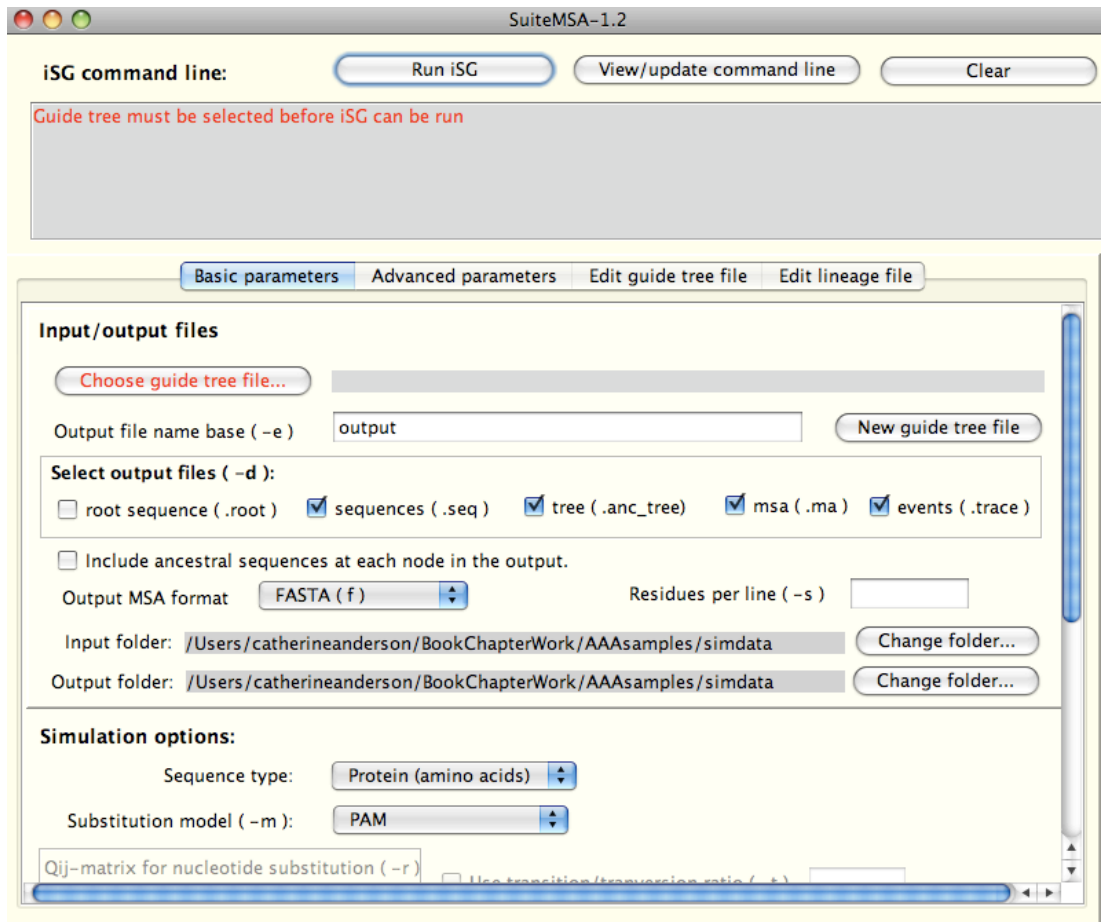 SuiteMSA-1.2
iSG command line:
Run iSG
View/update command line
Clear
Guide tree must be selected before iSG can be run
Basic parameters
Advanced parameters
Edit guide tree file
Edit lineage file
Input/output files
Choose guide tree file...
Output file name base ( -e )
output
New guide tree file
Select output files ( -d ):
root sequence ( .root )
sequences ( .seq )
tree ( .anc_tree)
msa ( .ma )
events ( .trace )
Include ancestral sequences at each node in the output.
Output MSA format
FASTA ( f )
Residues per line ( -s )
Input folder:
/Users/catherineanderson/BookChapterWork/AAAsamples/simdata
Change folder...
Output folder:
/Users/catherineanderson/BookChapterWork/AAAsamples/simdata
Change folder...
Simulation options:
Sequence type:
Protein (amino acids)
Substitution model ( -m ):
PAM
Qij-matrix for nucleotide substitution ( -r )
Use transition/tranversion ratio ( -t )